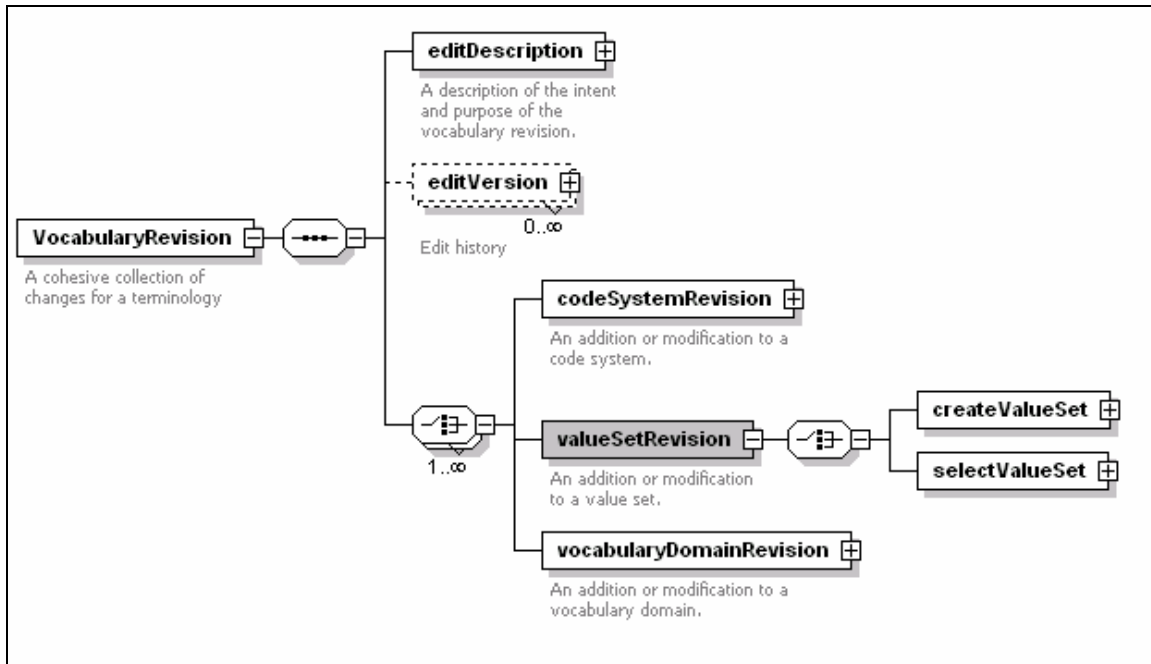 editDescription
A description of the intent
and purpose of the
vocabulary revision.
editVersion
0..∞
Edit history
VocabularyRevision
A cohesive collection of
changes for a terminology
codeSystemRevision
An addition or modification to a
code system.
1..∞
valueSetRevision
An addition or modification
to a value set.
createValueSet
selectValueSet
vocabularyDomainRevision
An addition or modification to a
vocabulary domain.